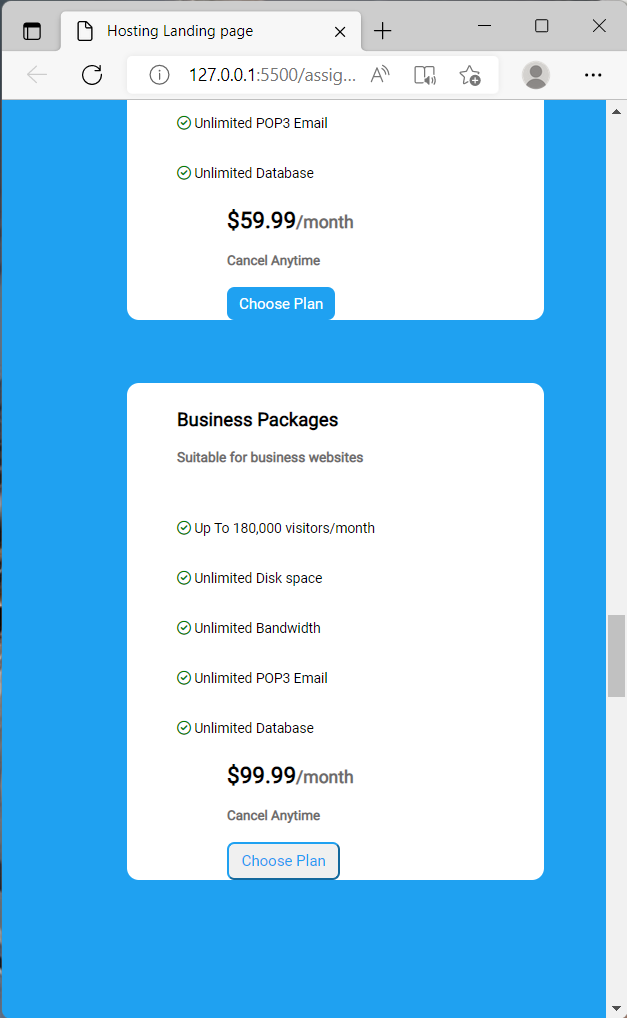 Hosting Landing page
127.0.0.1:5500/assig...
Unlimited POP3 Email
Unlimited Database
$59.99/month
Cancel Anytime
Choose Plan
Business Packages
Suitable for business websites
Up To 180,000 visitors/month
Unlimited Disk space
Unlimited Bandwidth
Unlimited POP3 Email
Unlimited Database
$99.99/month
Cancel Anytime
Choose Plan